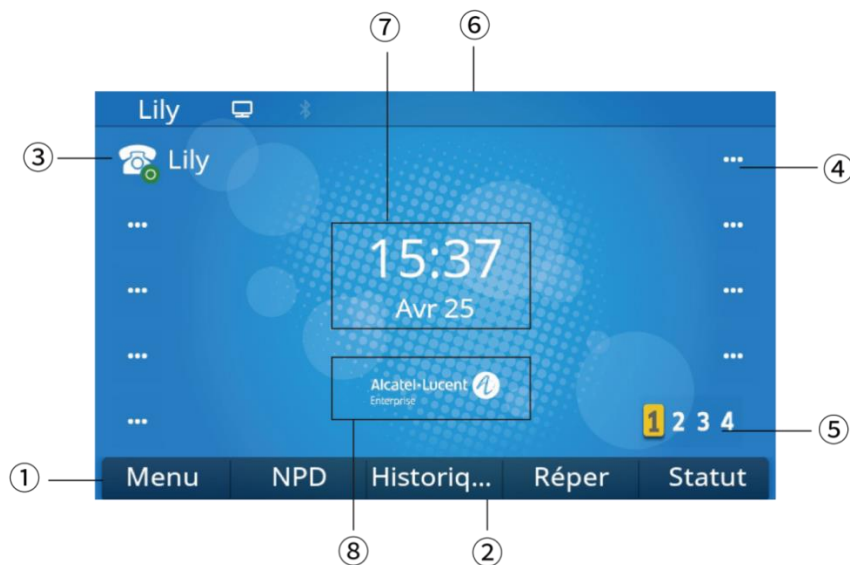 ⑦ ⑥
Lily
③ Lily ... ④
... ...
15:37
... ...
Avr 25
... ...
Alcatel·Lucent
Enterprise
...
1 2 3 4 ⑤
① Menu NPD Historiq... Réper Statut
⑧ ②